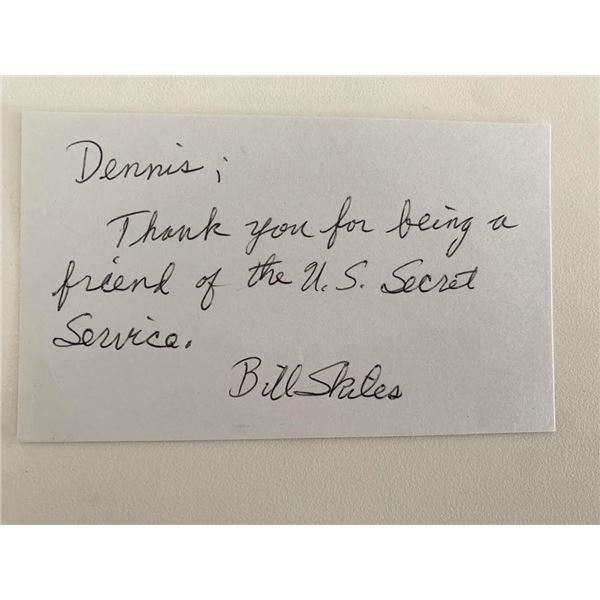 Dennis;
Thank you for being a
friend of the U.S. Secret
Service.
Bill Skiles